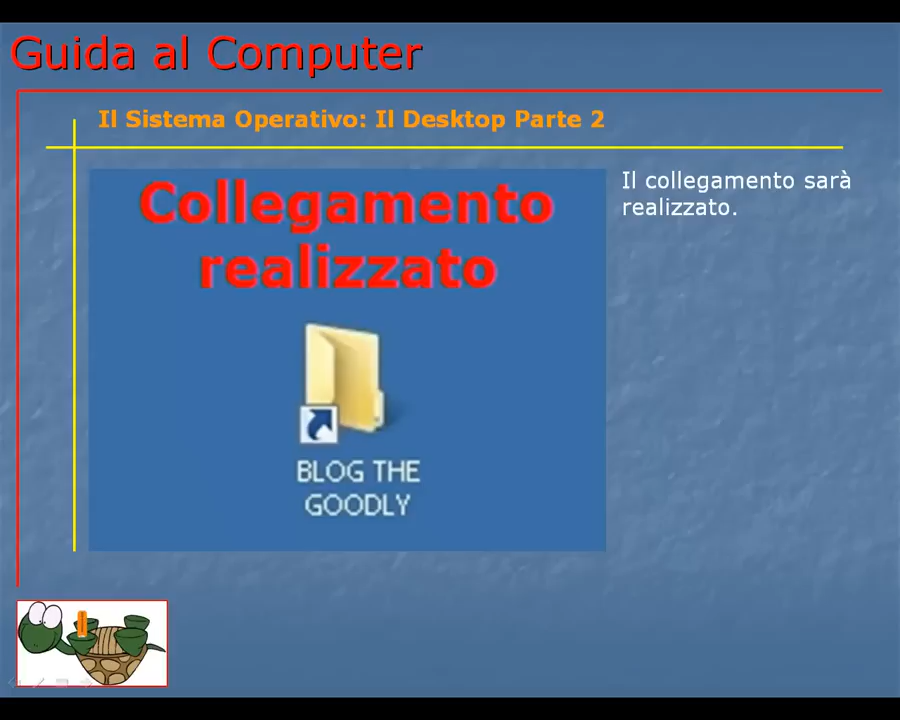 Guida al Computer
Il Sistema Operativo: Il Desktop Parte 2
Collegamento
realizzato
BLOG THE
GOODLY
Il collegamento sarà
realizzato.